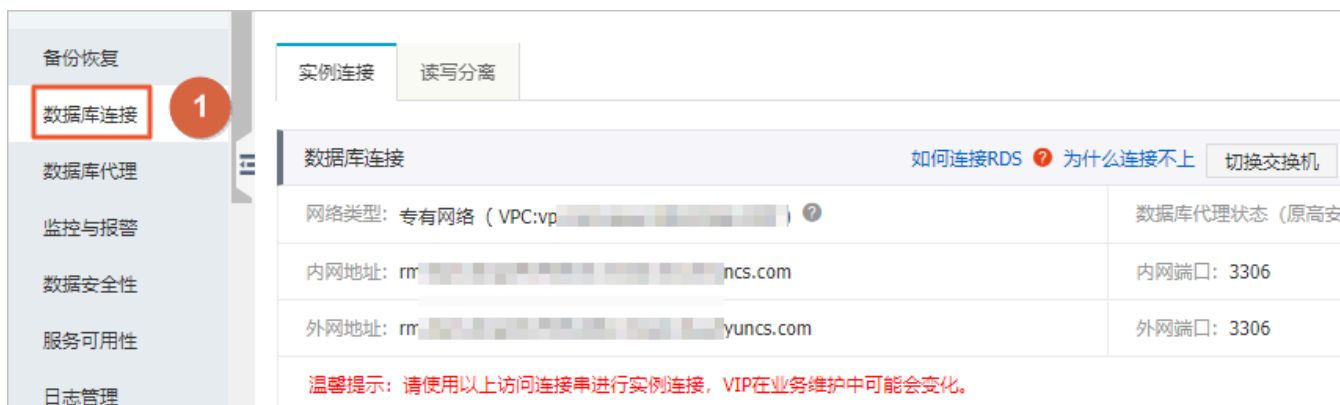 备份恢复
数据库连接
1
数据库代理
监控与报警
数据安全性
服务可用性
日志管理
实例连接
读写分离
数据库连接
如何连接RDS ? 为什么连接不上 切换交换机
网络类型: 专有网络 ( VPC:vp ) ?
数据库代理状态（原高安
内网地址: rm ncs.com
内网端口: 3306
外网地址: rm yuncs.com
外网端口: 3306
温馨提示：请使用以上访问连接串进行实例连接，VIP在业务维护中可能会变化。